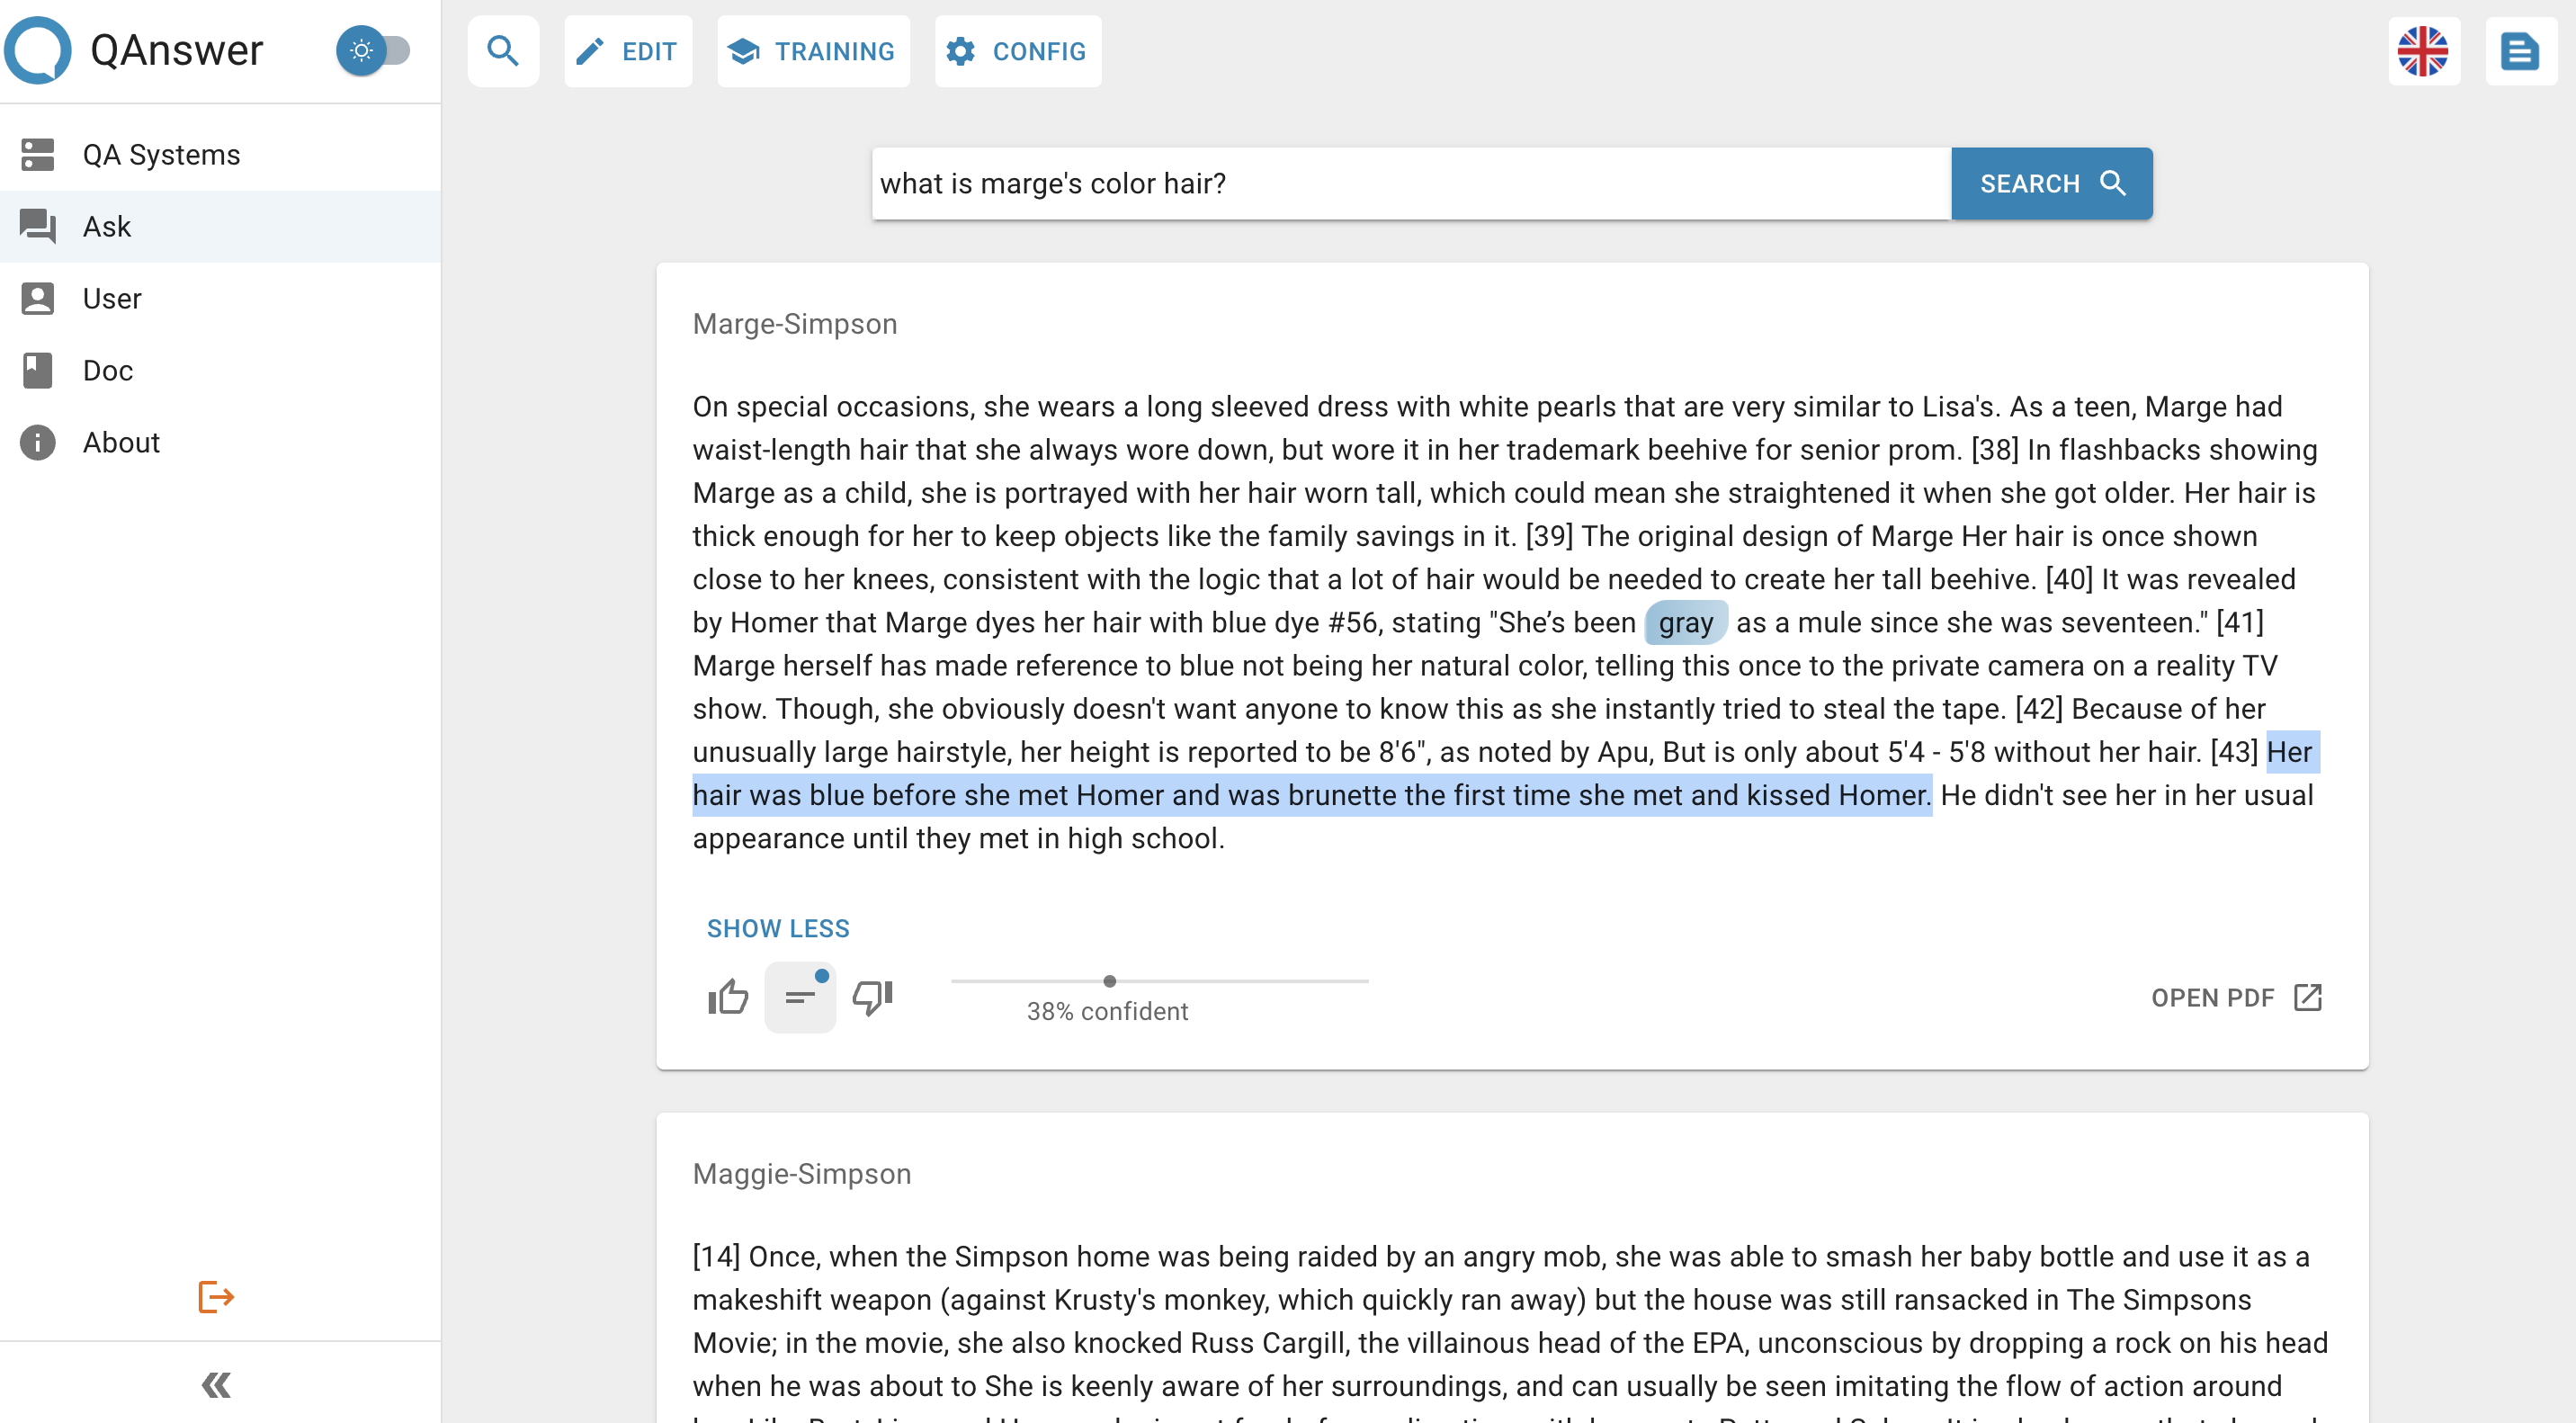 QAnswer
EDIT
TRAINING
CONFIG
QA Systems
Ask
User
Doc
About
what is marge's color hair?
SEARCH
Marge-Simpson
On special occasions, she wears a long sleeved dress with white pearls that are very similar to Lisa's. As a teen, Marge had
waist-length hair that she always wore down, but wore it in her trademark beehive for senior prom. [38] In flashbacks showing
Marge as a child, she is portrayed with her hair worn tall, which could mean she straightened it when she got older. Her hair is
thick enough for her to keep objects like the family savings in it. [39] The original design of Marge Her hair is once shown
close to her knees, consistent with the logic that a lot of hair would be needed to create her tall beehive. [40] It was revealed
by Homer that Marge dyes her hair with blue dye #56, stating "She’s been gray as a mule since she was seventeen." [41]
Marge herself has made reference to blue not being her natural color, telling this once to the private camera on a reality TV
show. Though, she obviously doesn't want anyone to know this as she instantly tried to steal the tape. [42] Because of her
unusually large hairstyle, her height is reported to be 8'6", as noted by Apu, But is only about 5'4 - 5'8 without her hair. [43] Her
hair was blue before she met Homer and was brunette the first time she met and kissed Homer. He didn't see her in her usual
appearance until they met in high school.
SHOW LESS
38% confident
OPEN PDF
Maggie-Simpson
[14] Once, when the Simpson home was being raided by an angry mob, she was able to smash her baby bottle and use it as a
makeshift weapon (against Krusty's monkey, which quickly ran away) but the house was still ransacked in The Simpsons
Movie; in the movie, she also knocked Russ Cargill, the villainous head of the EPA, unconscious by dropping a rock on his head
when he was about to She is keenly aware of her surroundings, and can usually be seen imitating the flow of action around